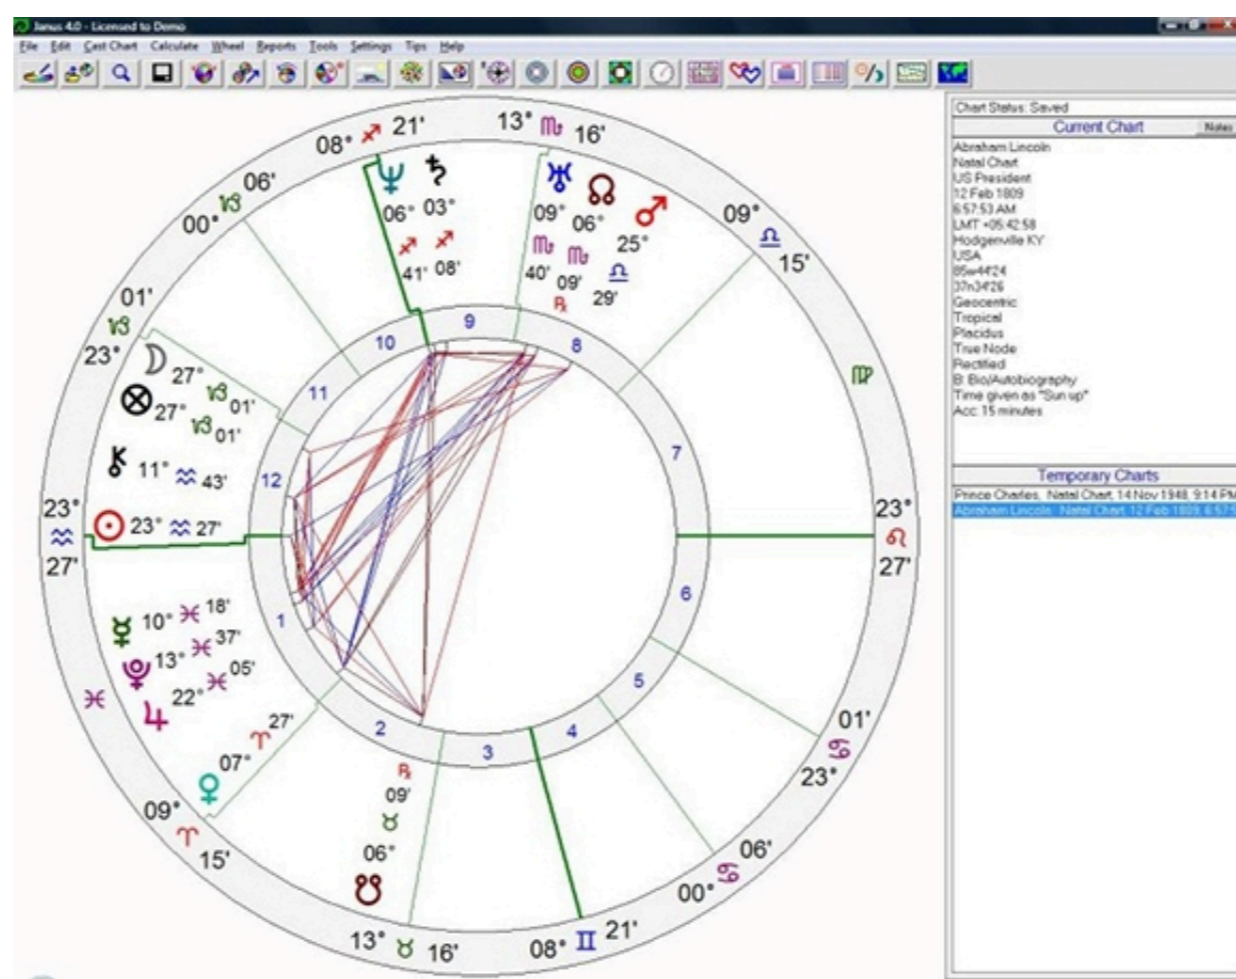 Janus 4.0 - Licensed to Demo
File Edit Cast Chart Calculate Wheel Reports Tools Settings Tips Help
08° ♐ 21'
13° ♏ 16'
00° ♑ 06'
09° ♎ 15'
23° ♑ 01'
♍
23° ♒ 27'
23° ♌ 27'
♓
09° ♈ 15'
13° ♉ 16'
08° ♊ 21'
00° ♋ 06'
23° ♋ 01'
♆ 06° ♐ 41'
♄ 03° ♐ 08'
♅ 09° ♏ 40'
☊ 06° ♏ 09' ℞
♂ 25° ♎ 29'
☽ 27° ♑ 01'
⊗ 27° ♑ 01'
⚷ 11° ♒ 43'
☉ 23° ♒ 27'
☿ 10° ♓ 18'
♇ 13° ♓ 37'
♃ 22° ♓ 05'
♀ 07° ♈ 27'
☋ 06° ♉ 09' ℞
1
2
3
4
5
6
7
8
9
10
11
12
Chart Status: Saved
Current Chart
Notes
Abraham Lincoln
Natal Chart
US President
12 Feb 1809
6:57:53 AM
LMT +05:42:58
Hodgenville KY
USA
85w44'24
37n34'26
Geocentric
Tropical
Placidus
True Node
Rectified
B: Bio/Autobiography
Time given as "Sun up"
Acc: 15 minutes
Temporary Charts
Prince Charles, Natal Chart, 14 Nov 1948, 9:14 PM
Abraham Lincoln, Natal Chart, 12 Feb 1809, 6:57:5